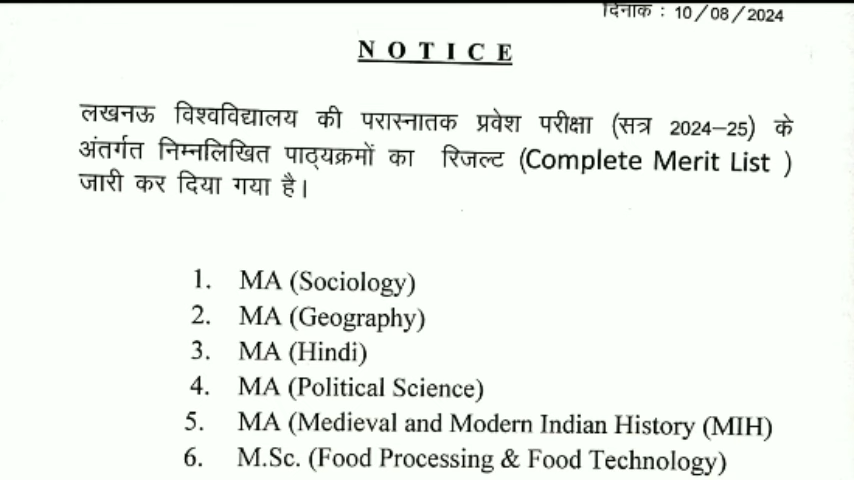 दिनाक : 10/08/2024
NOTICE
लखनऊ विश्वविद्यालय की परास्नातक प्रवेश परीक्षा (सत्र 2024–25) के
अंतर्गत निम्नलिखित पाठ्यक्रमों का रिजल्ट (Complete Merit List )
जारी कर दिया गया है।
1. MA (Sociology)
2. MA (Geography)
3. MA (Hindi)
4. MA (Political Science)
5. MA (Medieval and Modern Indian History (MIH)
6. M.Sc. (Food Processing & Food Technology)